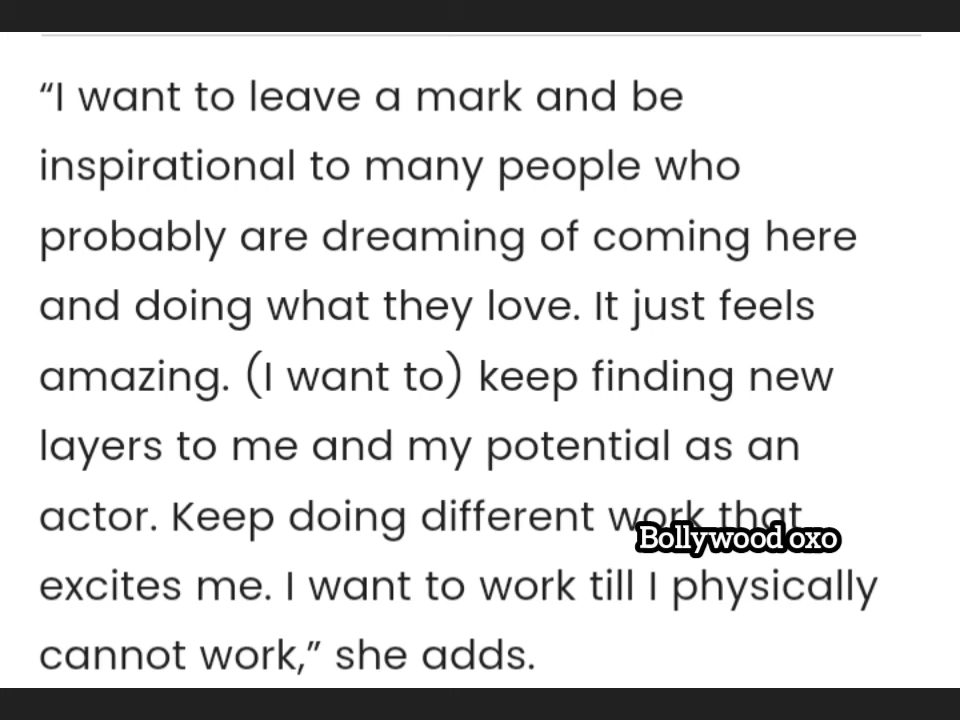 “I want to leave a mark and be
inspirational to many people who
probably are dreaming of coming here
and doing what they love. It just feels
amazing. (I want to) keep finding new
layers to me and my potential as an
actor. Keep doing different work that
Bollywood oxo
excites me. I want to work till I physically
cannot work,” she adds.